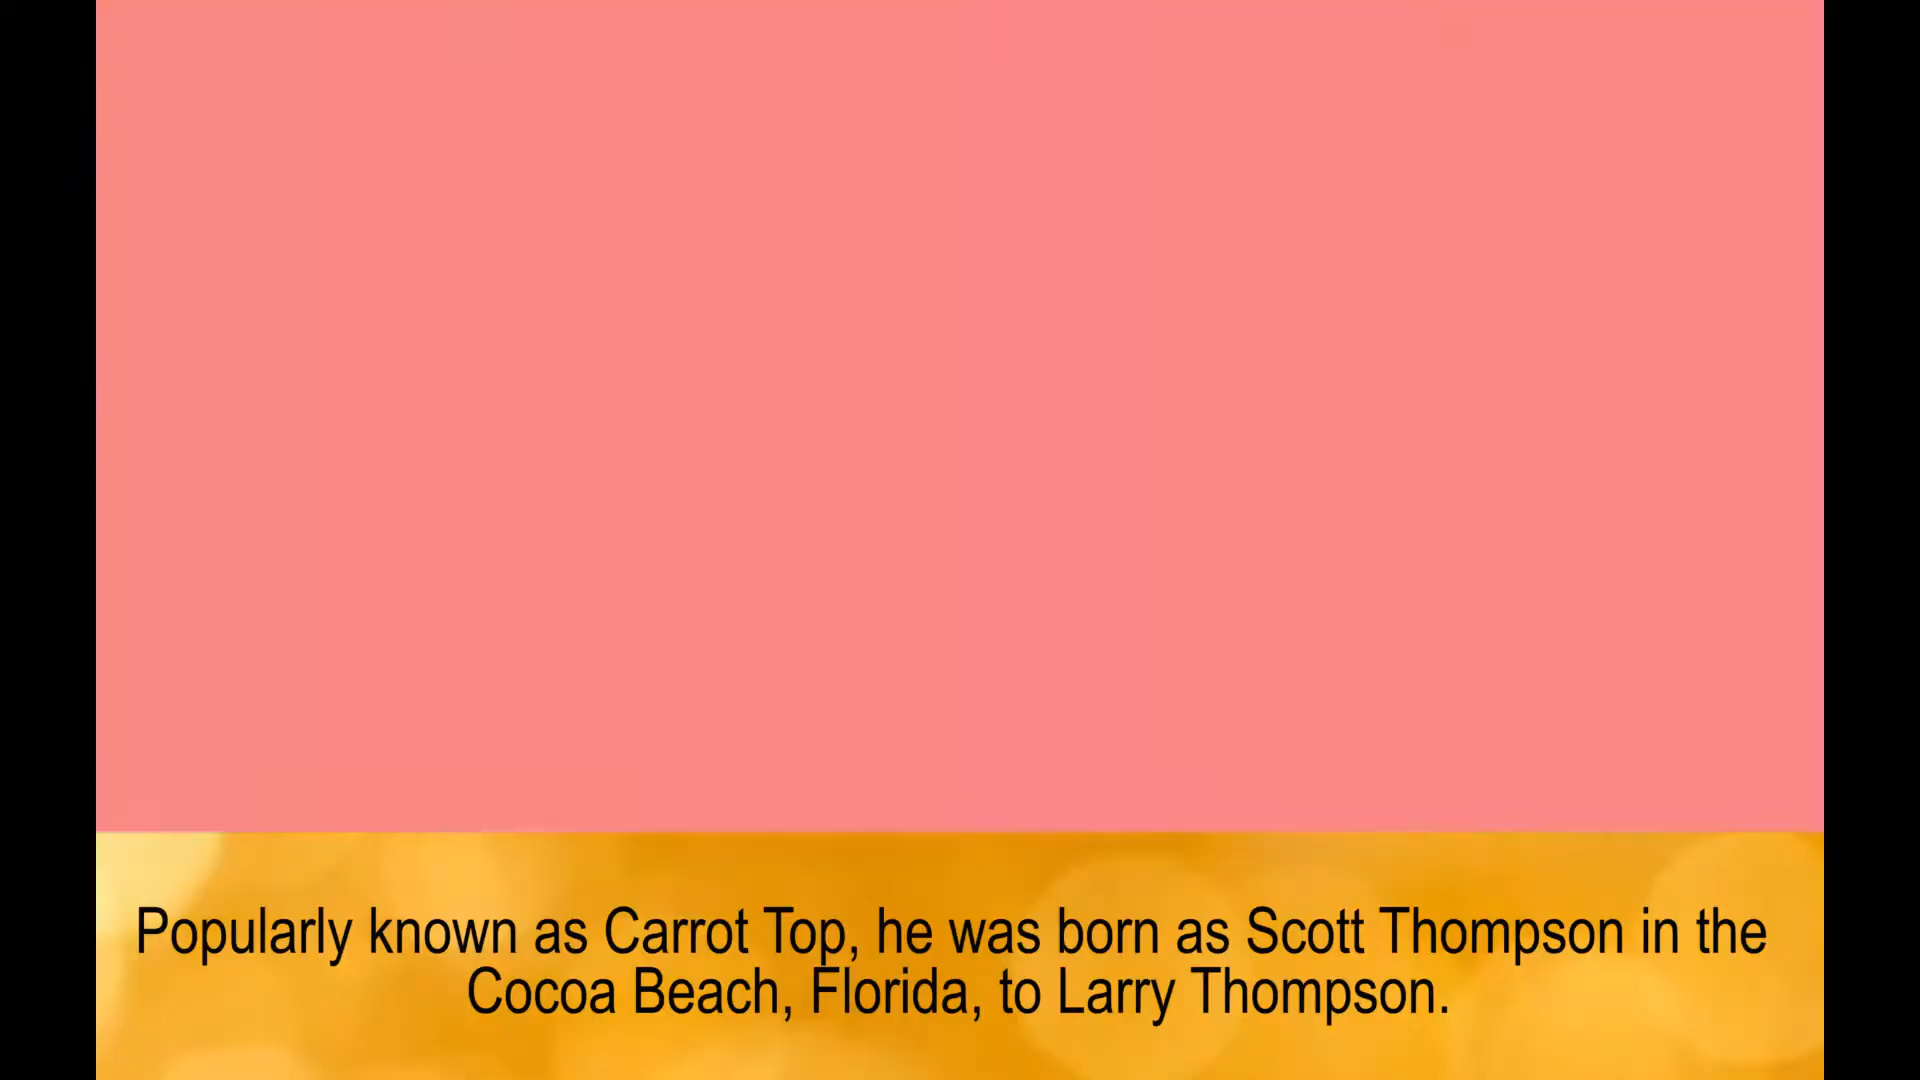 Popularly known as Carrot Top, he was born as Scott Thompson in the
Cocoa Beach, Florida, to Larry Thompson.